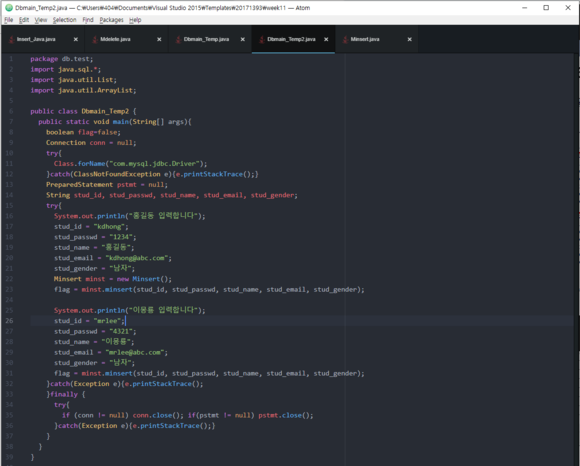 Dbmain_Temp2.java — C:₩Users₩404₩Documents₩Visual Studio 2015₩Templates₩20171393₩week11 — Atom
File Edit View Selection Find Packages Help
Insert_Java.java Mdelefe.java Dbmain_Temp.java Dbmain_Temp2.java Minserf.java
1 package db.test;
2 import java.sql.*;
3 import java.util.List;
4 import java.util.ArrayList;
5
6 public class Dbmain_Temp2 {
7 public static void main(String[] args){
8 boolean flag=false;
9 Connection conn = null;
10 try{
11 Class.forName("com.mysql.jdbc.Driver");
12 }catch(ClassNotFoundException e){e.printStackTrace();}
13 PreparedStatement pstmt = null;
14 String stud_id, stud_passwd, stud_name, stud_email, stud_gender;
15 try{
16 System.out.println("홍길동 입력합니다");
17 stud_id = "kdhong";
18 stud_passwd = "1234";
19 stud_name = "홍길동";
20 stud_email = "kdhong@abc.com";
21 stud_gender = "남자";
22 Minsert minst = new Minsert();
23 flag = minst.minsert(stud_id, stud_passwd, stud_name, stud_email, stud_gender);
24
25 System.out.println("이몽룡 입력합니다");
26 stud_id = "mrlee";
27 stud_passwd = "4321";
28 stud_name = "이몽룡";
29 stud_email = "mrlee@abc.com";
30 stud_gender = "남자";
31 flag = minst.minsert(stud_id, stud_passwd, stud_name, stud_email, stud_gender);
32 }catch(Exception e){e.printStackTrace();
33 }finally {
34 try{
35 if (conn != null) conn.close(); if(pstmt != null) pstmt.close();
36 }catch(Exception e){e.printStackTrace();}
37 }
38 }
39 }